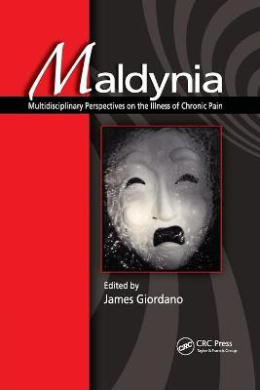 Maldynia
Multidisciplinary Perspectives on the Illness of Chronic Pain
Edited by
James Giordano
CRC Press
Taylor & Francis Group